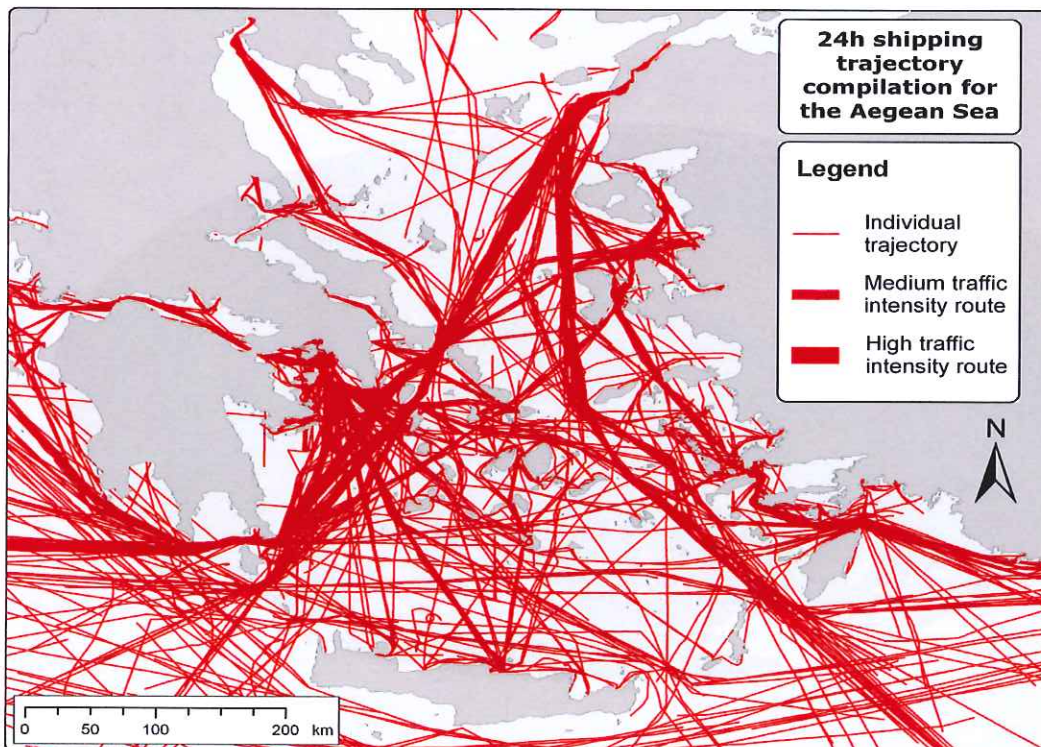 24h shipping
trajectory
compilation for
the Aegean Sea
Legend
Individual
trajectory
Medium traffic
intensity route
High traffic
intensity route
N
0 50 100 200 km